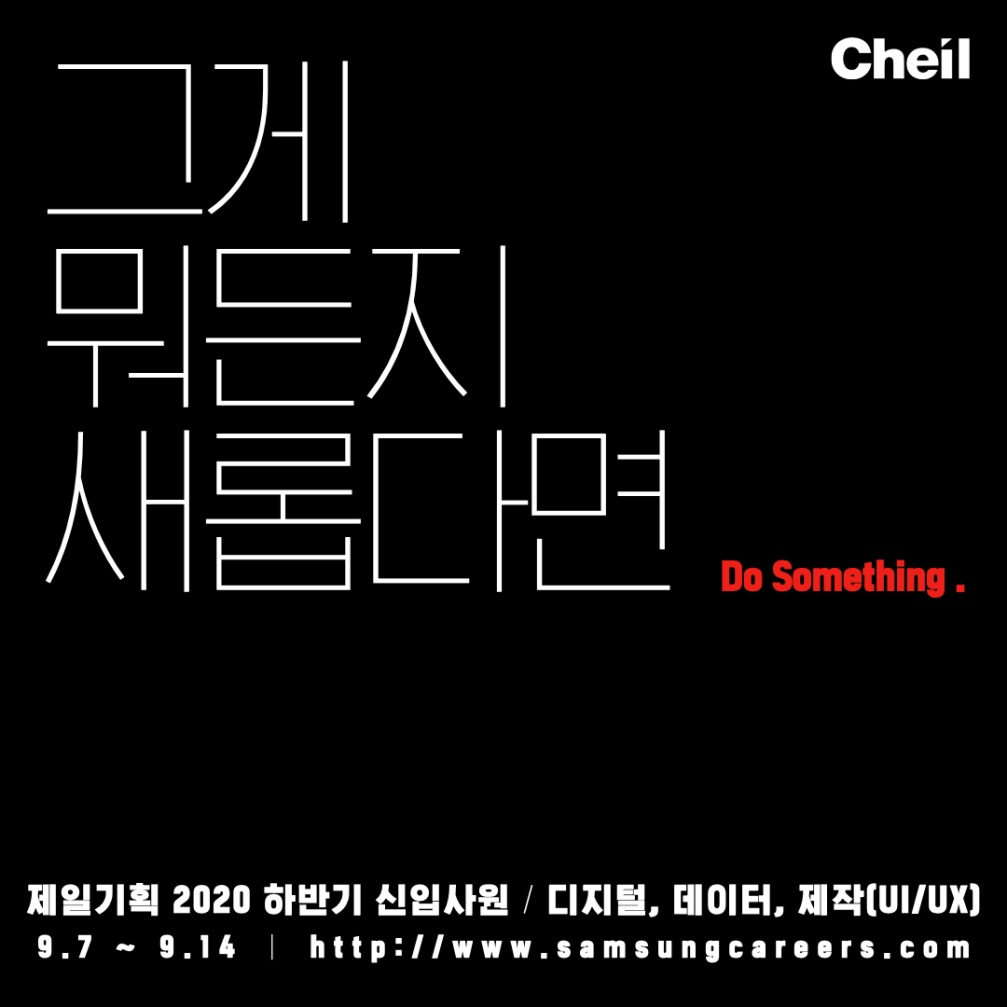 Cheil
그게
뭐든지
새롭다면
Do Something .
제일기획 2020 하반기 신입사원 / 디지털, 데이터, 제작(UI/UX)
9.7 ~ 9.14 | http://www.samsungcareers.com